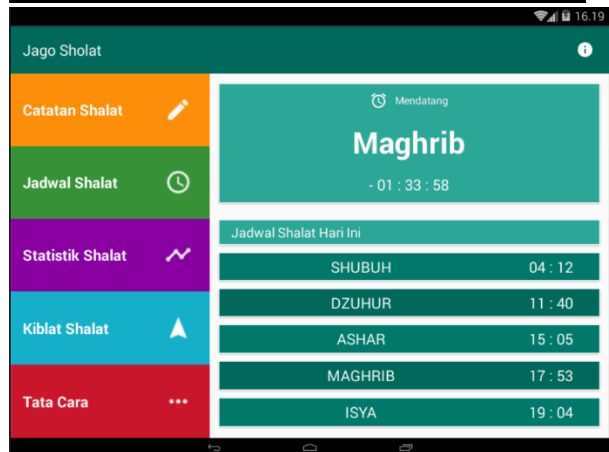 16.19
Jago Sholat
Catatan Shalat
Jadwal Shalat
Statistik Shalat
Kiblat Shalat
Tata Cara
Mendatang
Maghrib
- 01 : 33 : 58
Jadwal Shalat Hari Ini
SHUBUH 04 : 12
DZUHUR 11 : 40
ASHAR 15 : 05
MAGHRIB 17 : 53
ISYA 19 : 04